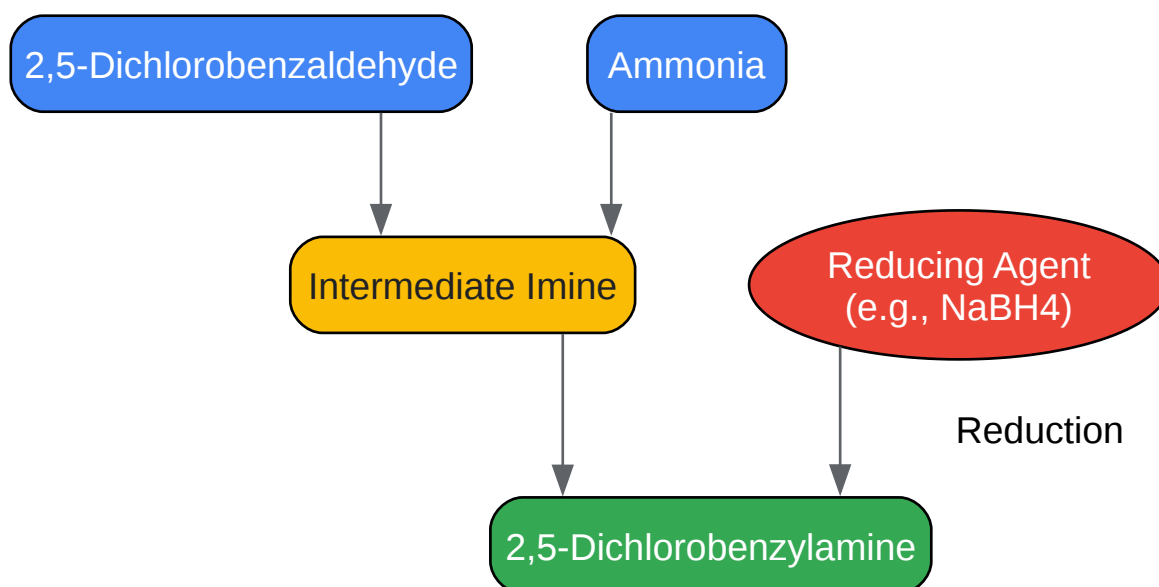 2,5-Dichlorobenzaldehyde
Ammonia
Intermediate Imine
Reducing Agent
(e.g., NaBH4)
Reduction
2,5-Dichlorobenzylamine